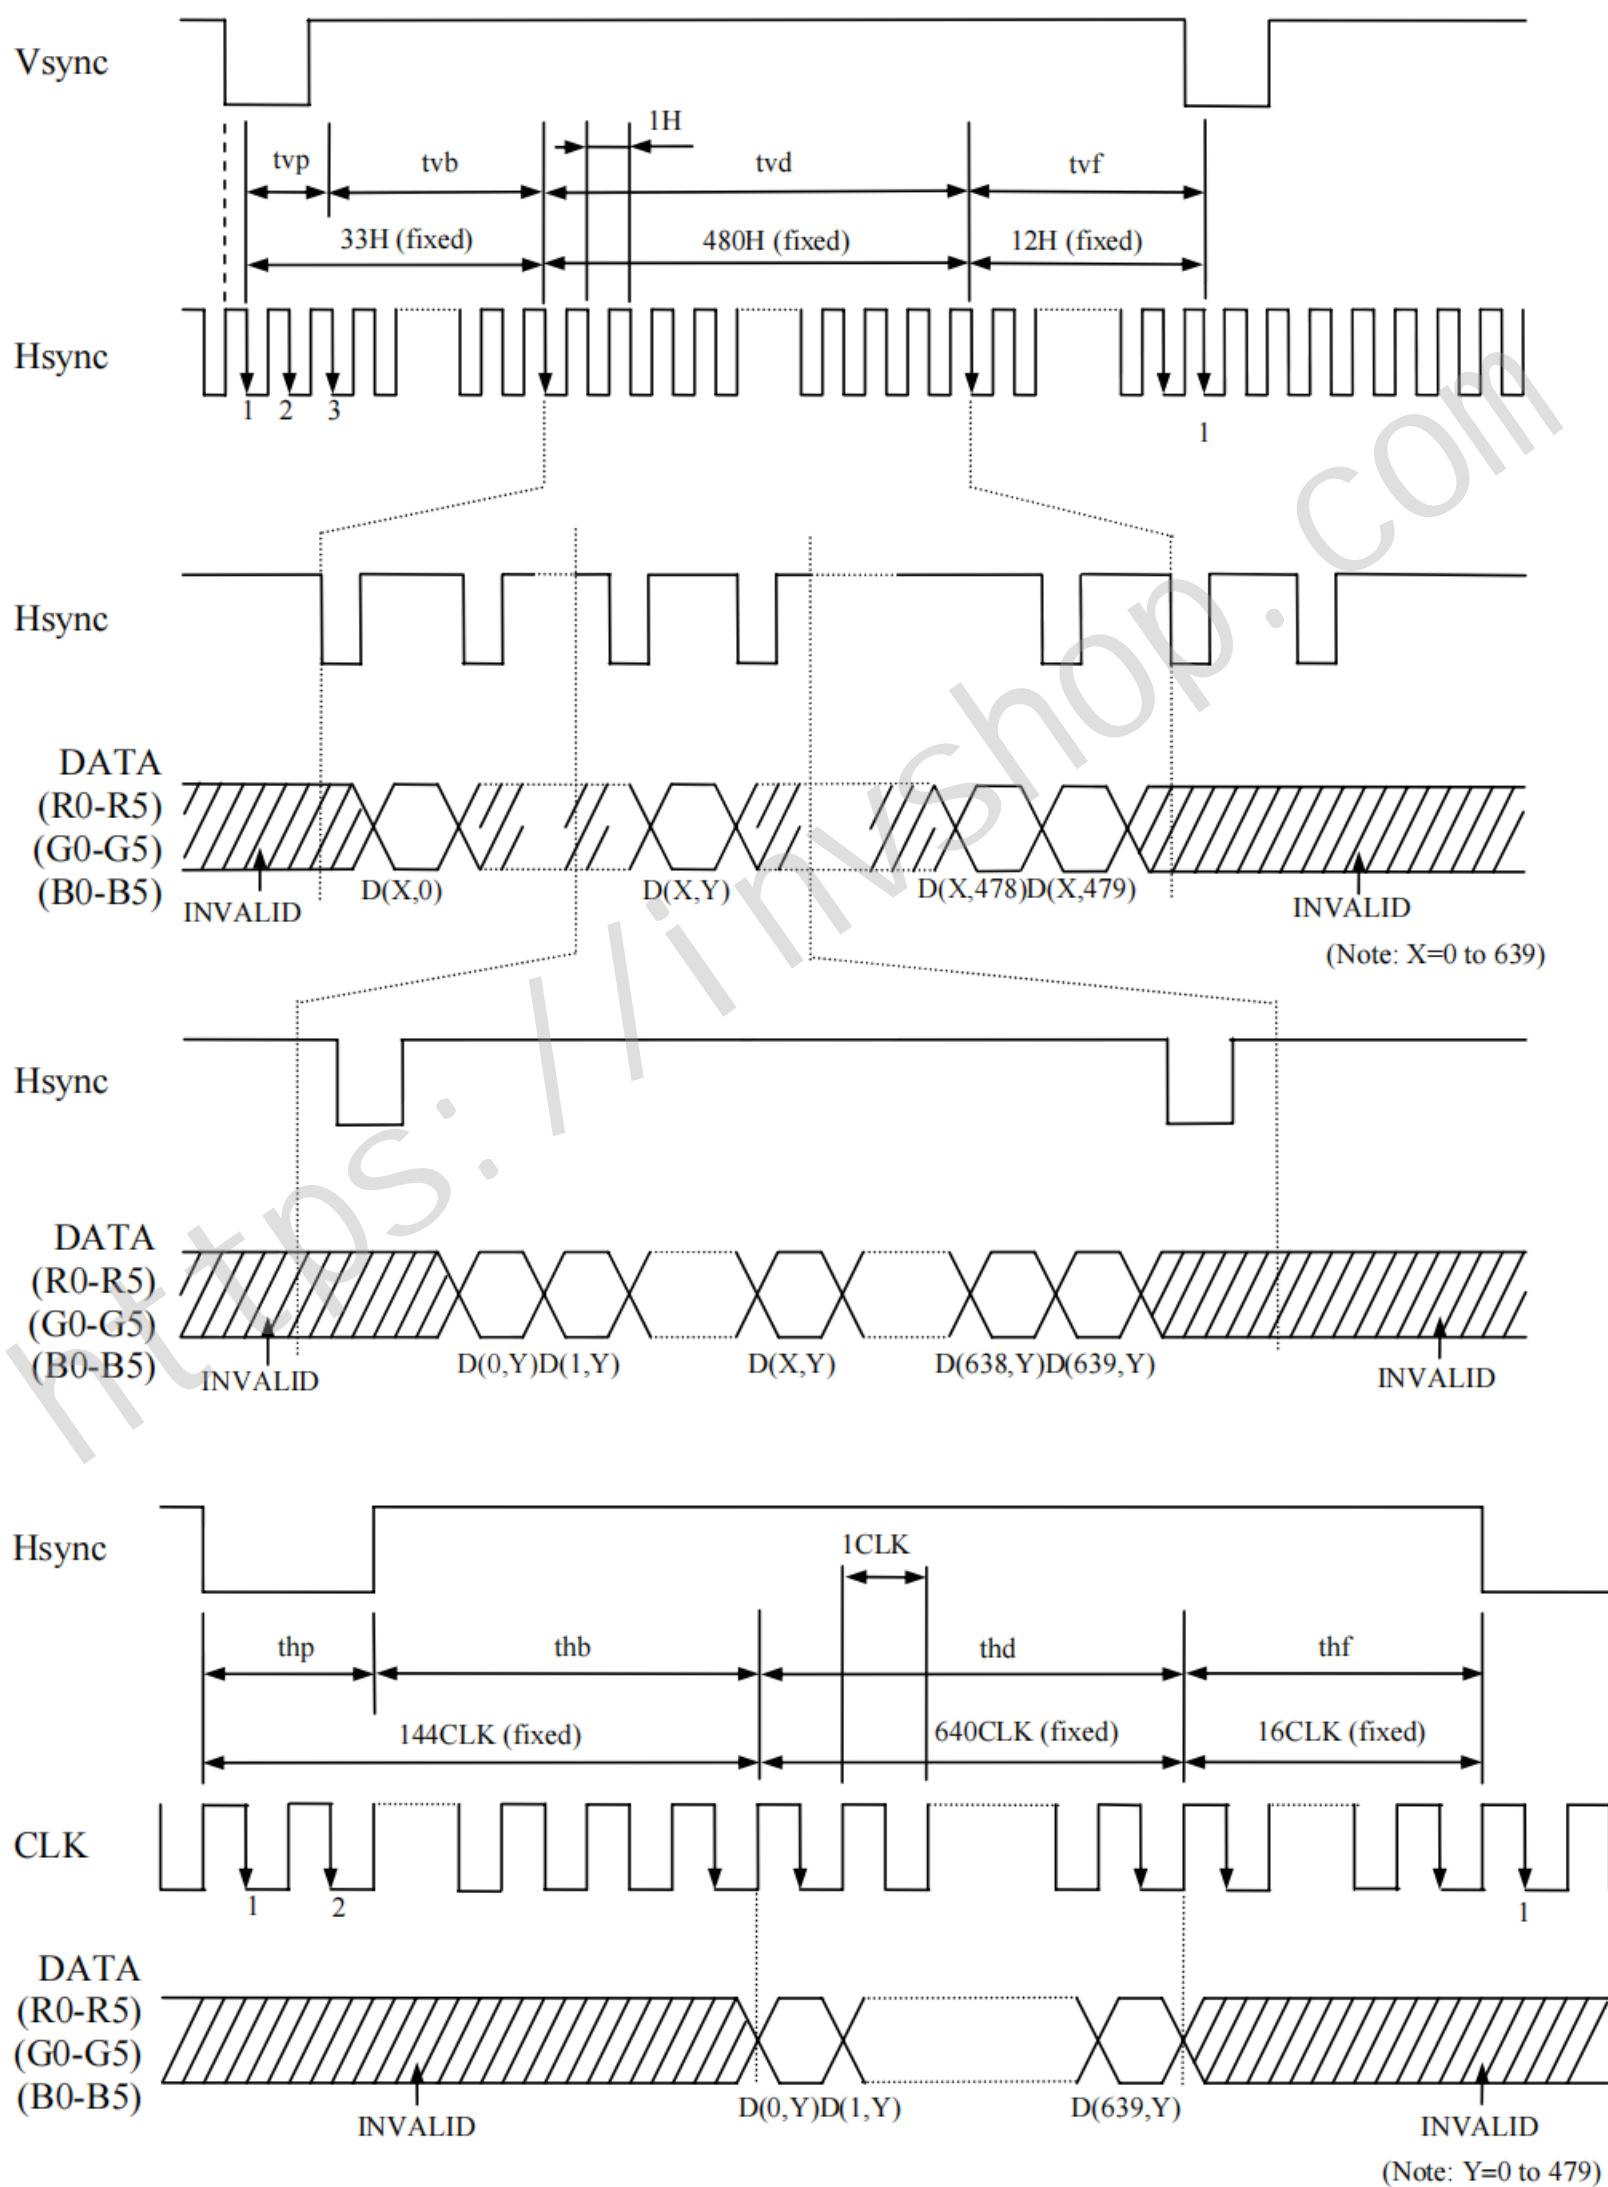 Vsync
1H
tvp tvb tvd tvf
33H (fixed) 480H (fixed) 12H (fixed)
Hsync
1 2 3 1
Hsync
DATA
(R0-R5)
(G0-G5)
(B0-B5)
D(X,0) D(X,Y) D(X,478)D(X,479)
INVALID INVALID
(Note: X=0 to 639)
Hsync
DATA
(R0-R5)
(G0-G5)
(B0-B5)
D(0,Y)D(1,Y) D(X,Y) D(638,Y)D(639,Y)
INVALID INVALID
Hsync
1CLK
thp thb thd thf
144CLK (fixed) 640CLK (fixed) 16CLK (fixed)
CLK
1 2 1
DATA
(R0-R5)
(G0-G5)
(B0-B5)
D(0,Y)D(1,Y) D(639,Y)
INVALID INVALID
(Note: Y=0 to 479)
https://invshop.com